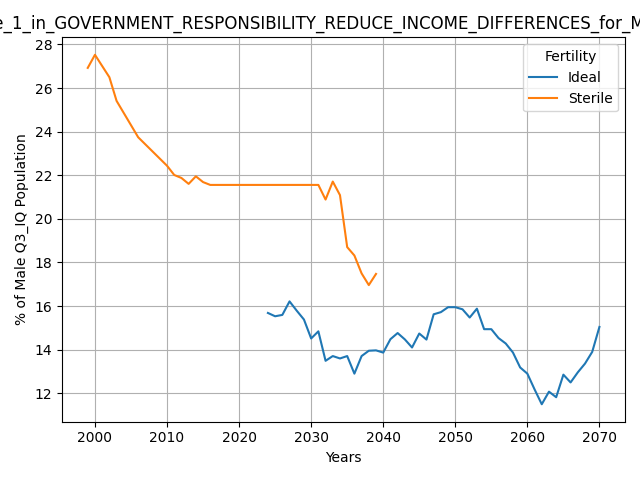 e_1_in_GOVERNMENT_RESPONSIBILITY_REDUCE_INCOME_DIFFERENCES_for_M
Fertility
Ideal
Sterile
% of Male Q3_IQ Population
28
26
24
22
20
18
16
14
12
2000 2010 2020 2030 2040 2050 2060 2070
Years